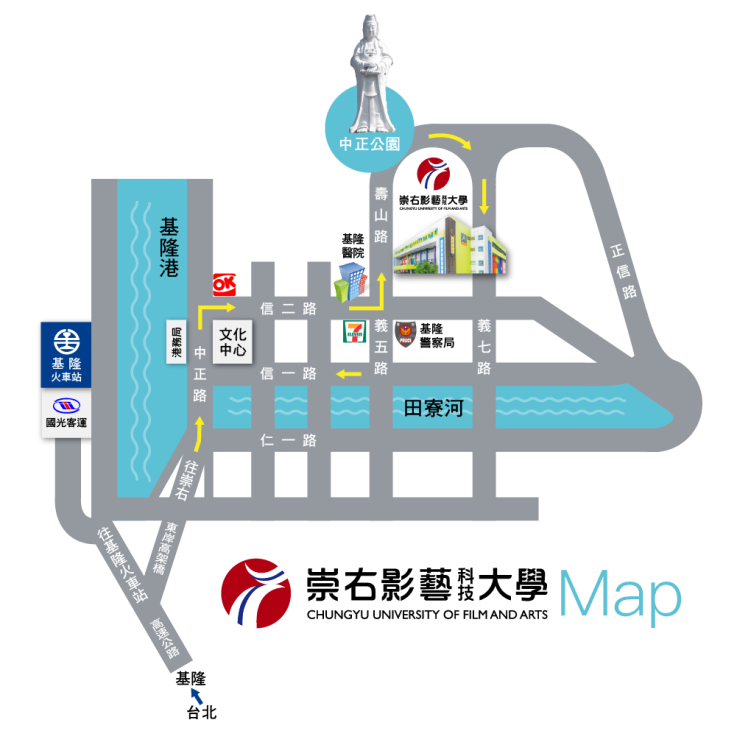 中正公園
崇右影藝科技大學
CHUNGYU UNIVERSITY OF FILM AND ARTS
壽山路
基隆港
基隆
醫院
正信路
OK
信二路
港務局
文化
中心
7
ELEVEN
義五路
POLICE
基隆
警察局
義七路
基隆
火車站
國光客運
中正路
信一路
田寮河
仁一路
往崇右
東岸高架橋
往基隆火車站
高速公路
崇右影藝科技大學
CHUNGYU UNIVERSITY OF FILM AND ARTS
Map
基隆
台北